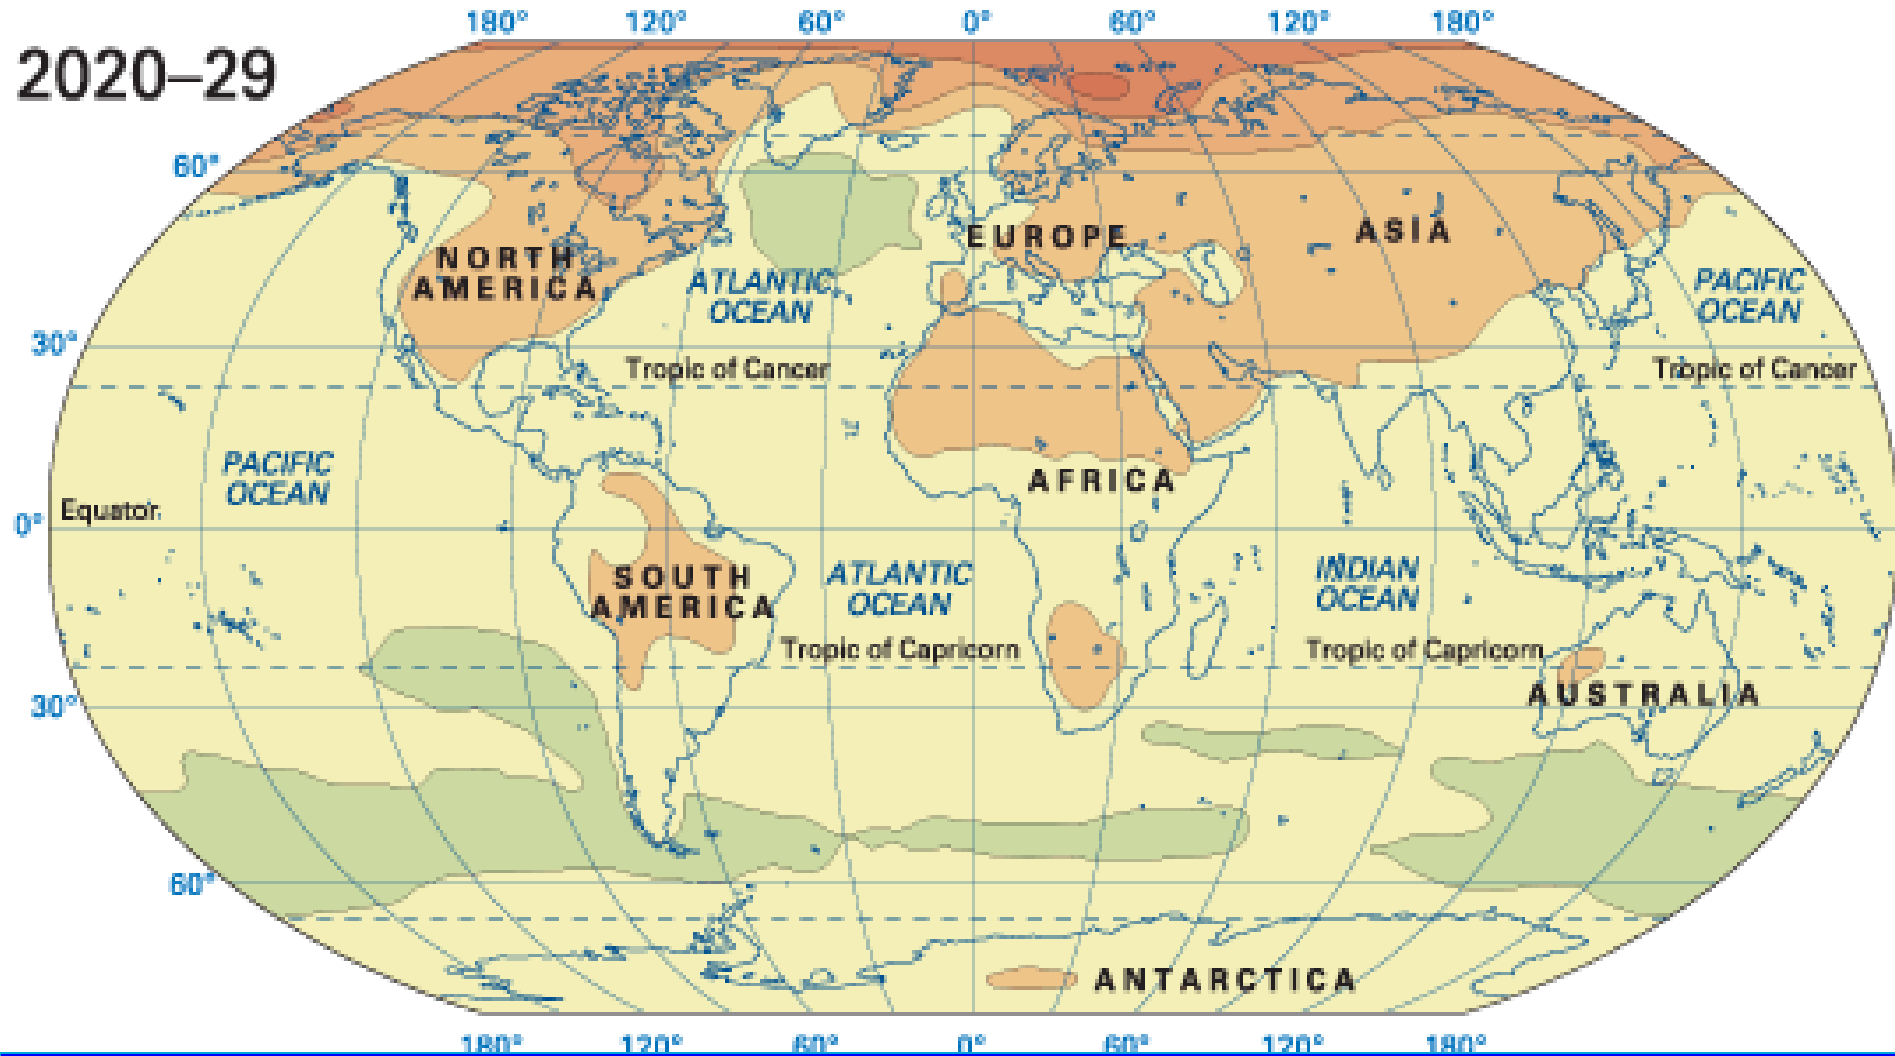 180° 120° 60° 0° 60° 120° 180°
2020–29
60°
NORTH
AMERICA
EUROPE
ASIA
ATLANTIC
OCEAN
PACIFIC
OCEAN
30°
Tropic of Cancer
Tropic of Cancer
PACIFIC
OCEAN
AFRICA
Equator
0°
SOUTH
AMERICA
ATLANTIC
OCEAN
INDIAN
OCEAN
Tropic of Capricorn
Tropic of Capricorn
30°
AUSTRALIA
60°
ANTARCTICA
180° 120° 60° 0° 60° 120° 180°